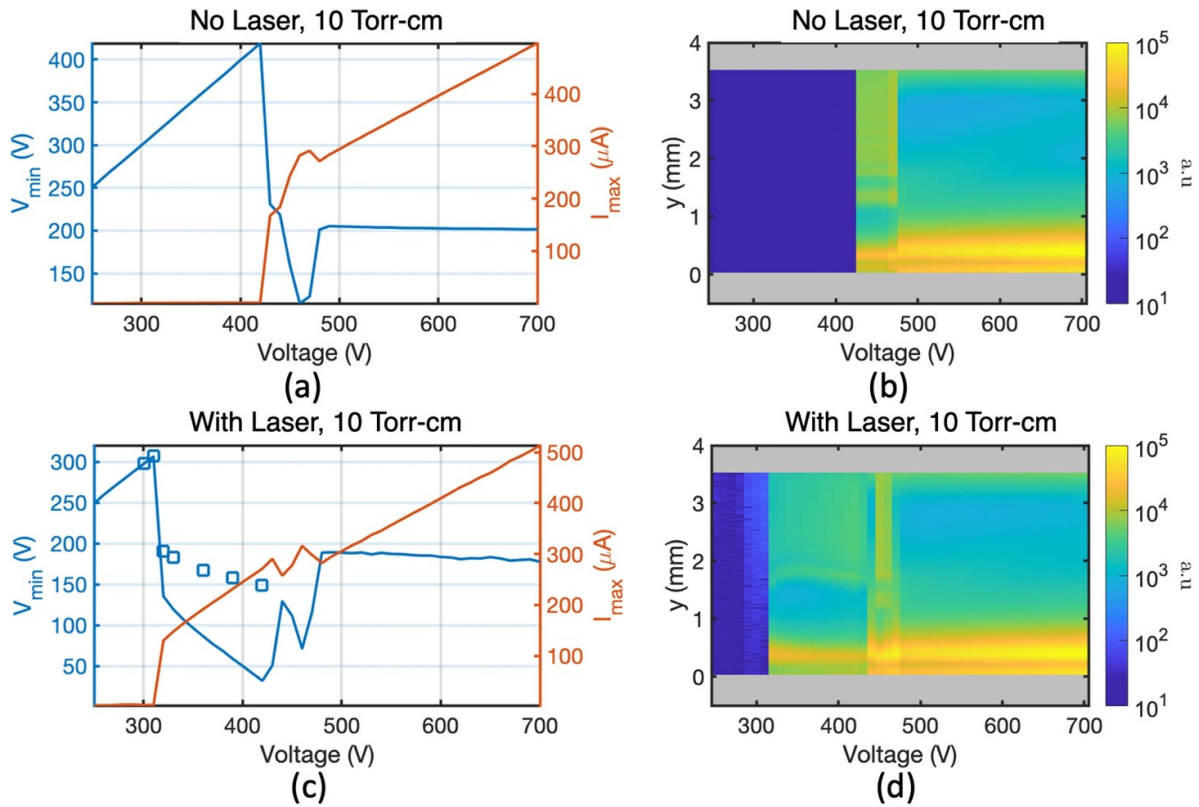 No Laser, 10 Torr-cm
V_min (V)
400
350
300
250
200
150
300 400 500 600 700
Voltage (V)
400
300
200
100
I_max (μA)
(a)
No Laser, 10 Torr-cm
y (mm)
4
3
2
1
0
300 400 500 600 700
Voltage (V)
10^5
10^4
10^3
10^2
10^1
a.u
(b)
With Laser, 10 Torr-cm
V_min (V)
300
250
200
150
100
50
300 400 500 600 700
Voltage (V)
500
400
300
200
100
I_max (μA)
(c)
With Laser, 10 Torr-cm
y (mm)
4
3
2
1
0
300 400 500 600 700
Voltage (V)
10^5
10^4
10^3
10^2
10^1
a.u
(d)